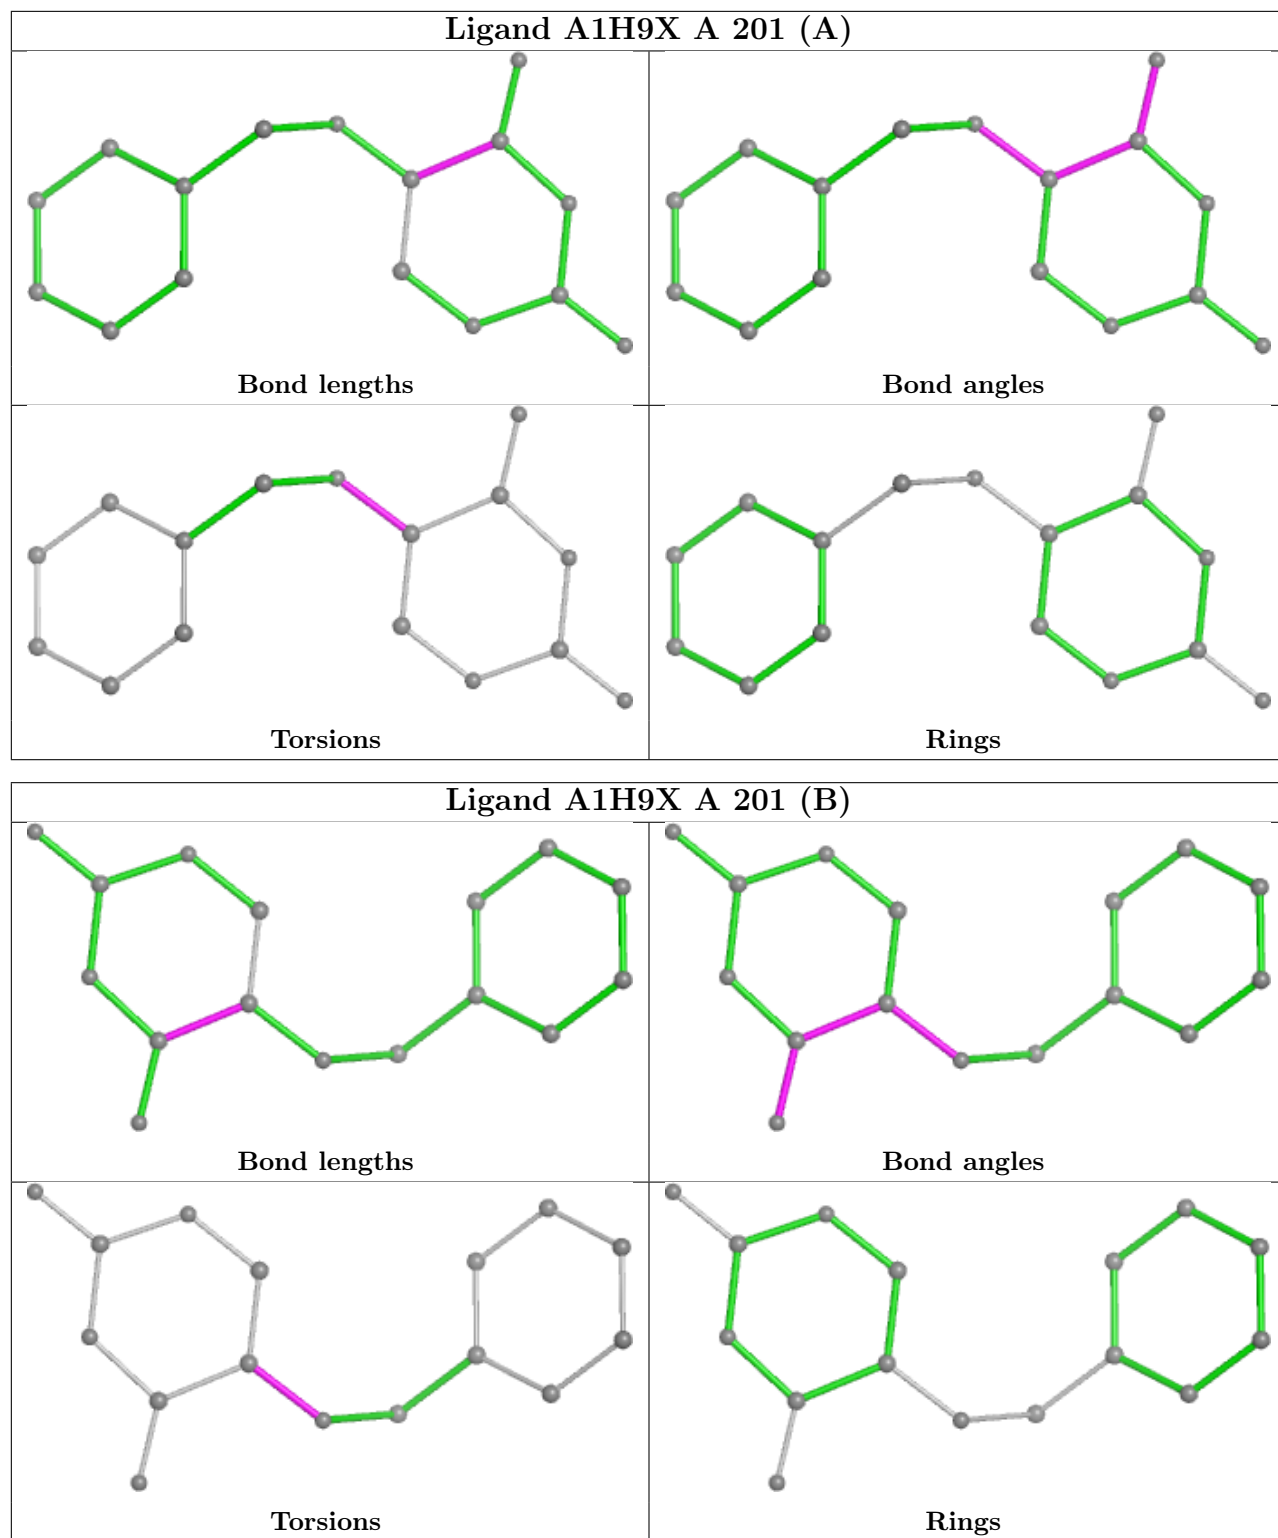 Ligand A1H9X A 201 (A)
Bond lengths
Bond angles
Torsions
Rings
Ligand A1H9X A 201 (B)
Bond lengths
Bond angles
Torsions
Rings